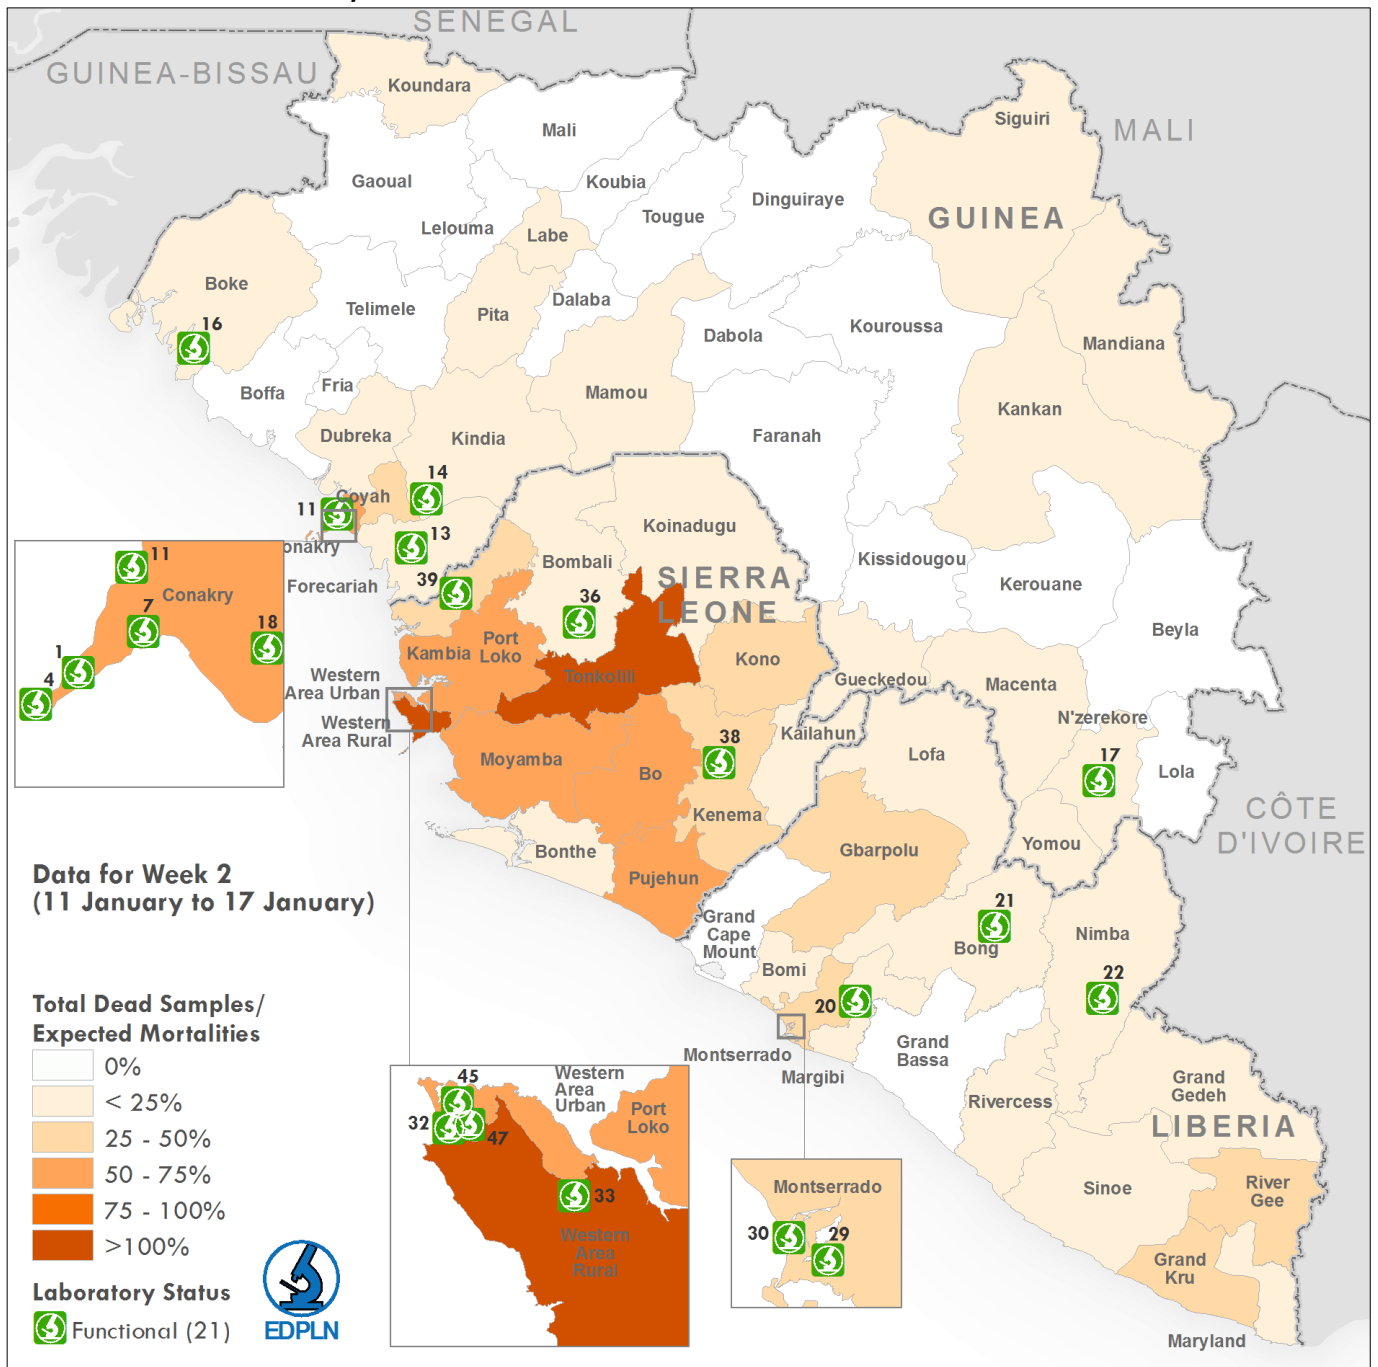 SENEGAL
GUINEA-BISSAU
Koundara
Siguiri
MALI
Mali
Gaoual
Koubia
Dinguiraye
Tougue
GUINEA
Lelouma
Labe
Boke
Dalaba
Telimele
Pita
16
Kouroussa
Dabola
Mandiana
Fria
Boffa
Mamou
Kankan
Dubreka
Kindia
Faranah
14
Coyah
11
13
Koinadugu
onakry
Bombali
Kissidougou
Forecariah
39
SIERRA
LEONE
Kerouane
36
11
Conakry
7
18
1
4
Port
Loko
Kambia
Kono
Beyla
Tonkolili
Gueckedou
Macenta
Western
Area Urban
Western
Area Rural
N'zerekore
Kailahun
38
17
Moyamba
Bo
Lofa
Lola
Kenema
CÔTE
D'IVOIRE
Bonthe
Gbarpolu
Yomou
Pujehun
Data for Week 2
(11 January to 17 January)
Grand
Cape
Mount
21
Bong
Nimba
Bomi
22
20
Grand
Bassa
Montserrado
Margibi
Grand
Gedeh
Rivercess
LIBERIA
Sinoe
River
Gee
Grand
Kru
Maryland
Total Dead Samples/
Expected Mortalities
0%
< 25%
25 - 50%
50 - 75%
75 - 100%
>100%
Laboratory Status
Functional (21)
EDPLN
45
Western
Area
Urban
Port
Loko
32
47
33
Western
Area
Rural
Montserrado
30
29